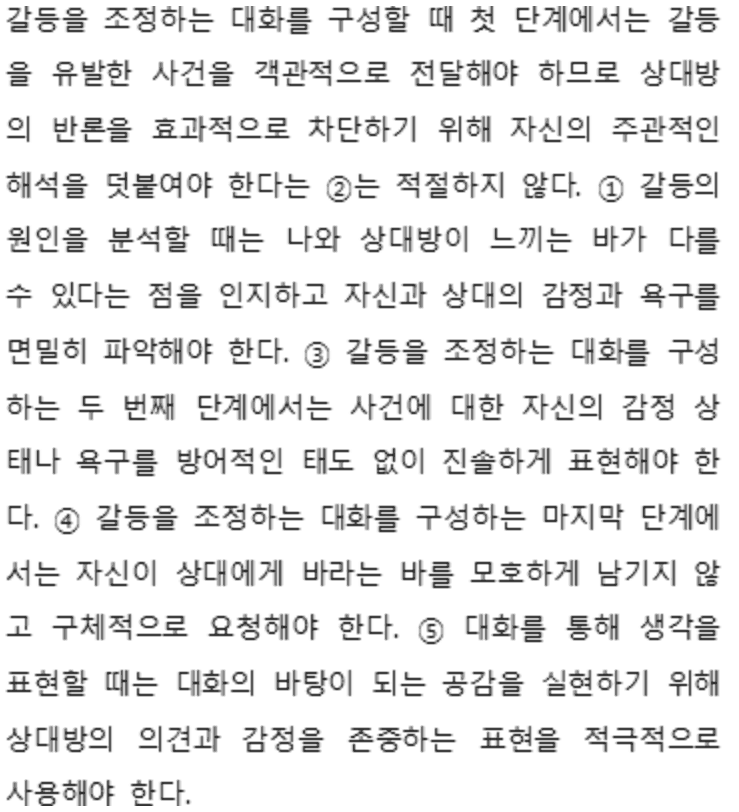 갈등을 조정하는 대화를 구성할 때 첫 단계에서는 갈등
을 유발한 사건을 객관적으로 전달해야 하므로 상대방
의 반론을 효과적으로 차단하기 위해 자신의 주관적인
해석을 덧붙여야 한다는 ②는 적절하지 않다. ① 갈등의
원인을 분석할 때는 나와 상대방이 느끼는 바가 다를
수 있다는 점을 인지하고 자신과 상대의 감정과 욕구를
면밀히 파악해야 한다. ③ 갈등을 조정하는 대화를 구성
하는 두 번째 단계에서는 사건에 대한 자신의 감정 상
태나 욕구를 방어적인 태도 없이 진솔하게 표현해야 한
다. ④ 갈등을 조정하는 대화를 구성하는 마지막 단계에
서는 자신이 상대에게 바라는 바를 모호하게 남기지 않
고 구체적으로 요청해야 한다. ⑤ 대화를 통해 생각을
표현할 때는 대화의 바탕이 되는 공감을 실현하기 위해
상대방의 의견과 감정을 존중하는 표현을 적극적으로
사용해야 한다.